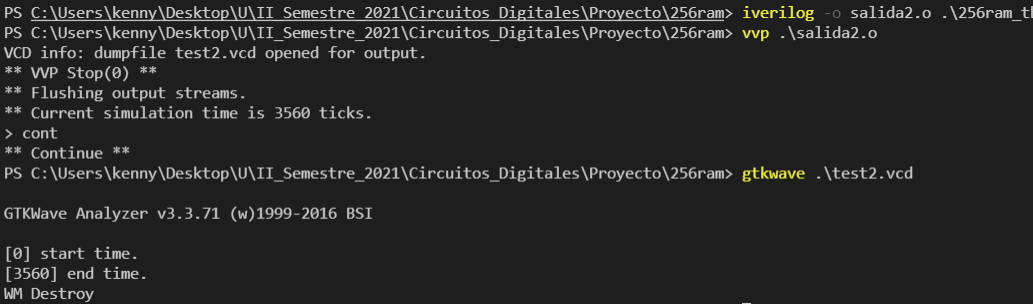 PS C:\Users\kenny\Desktop\U\II_Semestre_2021\Circuitos_Digitales\Proyecto\256ram> iverilog -o salida2.o .\256ram_t
PS C:\Users\kenny\Desktop\U\II_Semestre_2021\Circuitos_Digitales\Proyecto\256ram> vvp .\salida2.o
VCD info: dumpfile test2.vcd opened for output.
** VVP Stop(0) **
** Flushing output streams.
** Current simulation time is 3560 ticks.
> cont
** Continue **
PS C:\Users\kenny\Desktop\U\II_Semestre_2021\Circuitos_Digitales\Proyecto\256ram> gtkwave .\test2.vcd
GTKWave Analyzer v3.3.71 (w)1999-2016 BSI
[0] start time.
[3560] end time.
WM Destroy